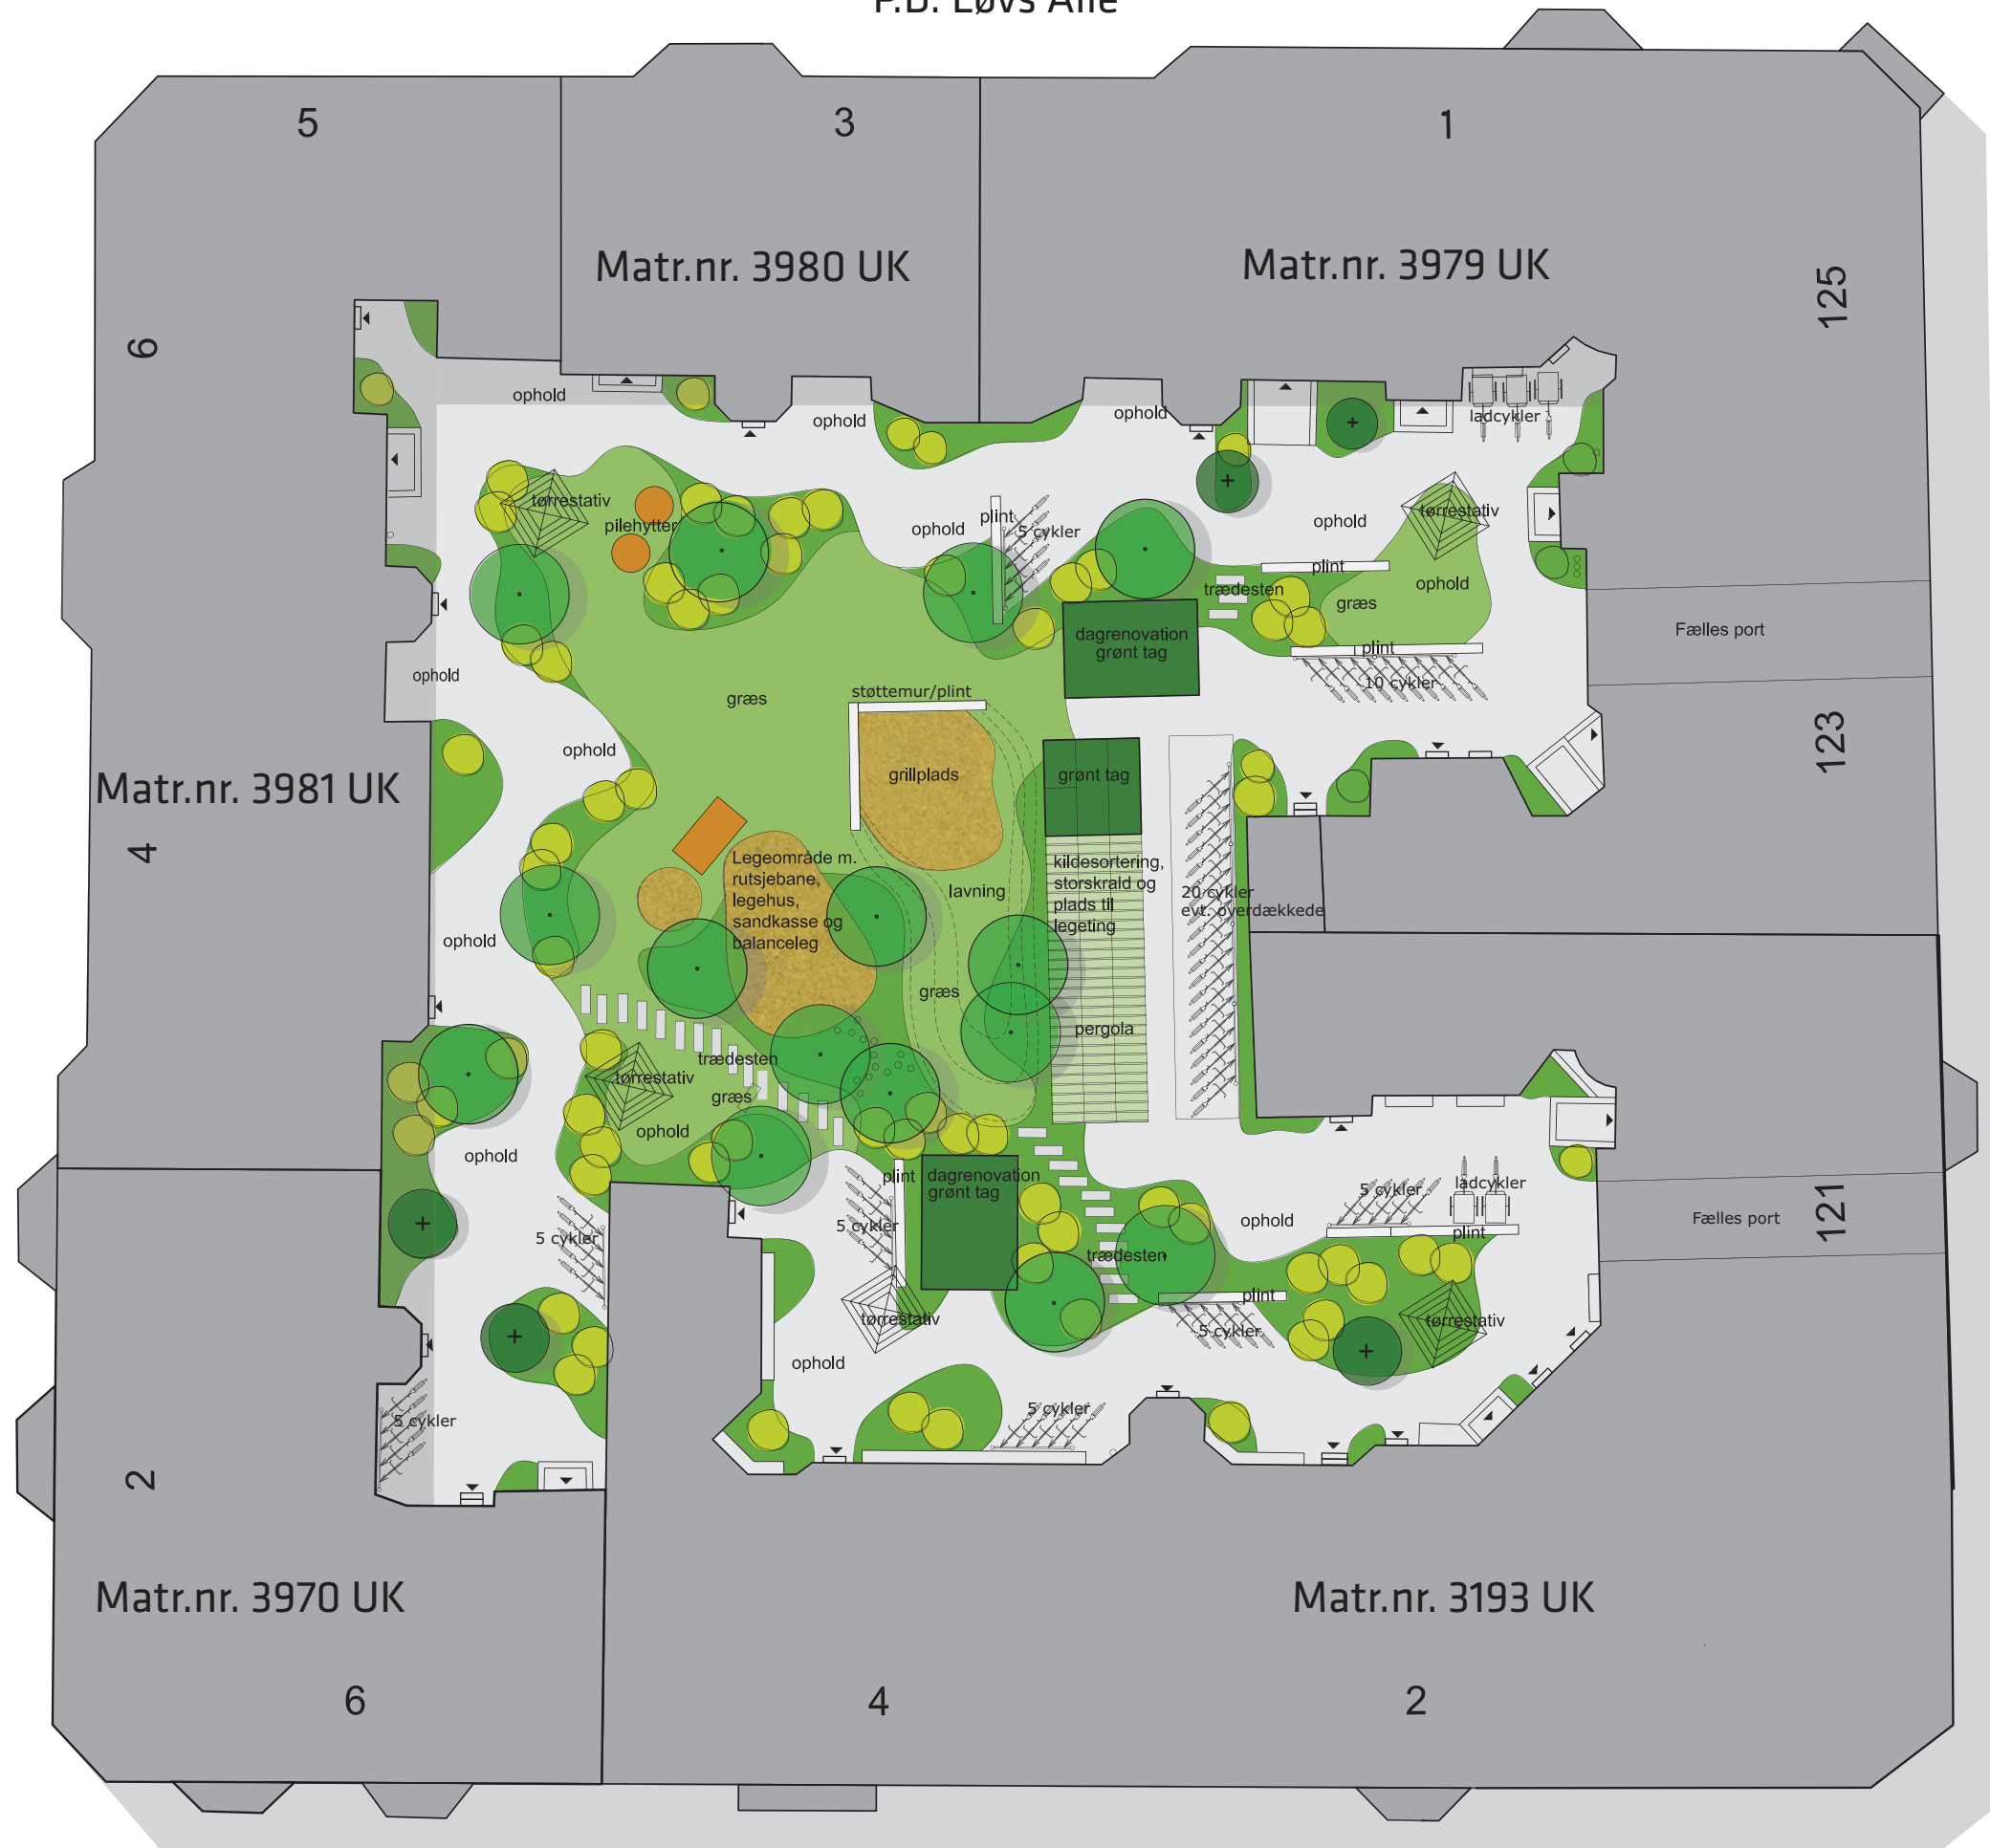 P.D. Løvs Allé
5
3
1
Matr.nr. 3980 UK
Matr.nr. 3979 UK
125
6
ophold
ophold
ophold
ladcykler
tørrestativ
pilehytter
ophold
plint
5 cykler
ophold
tørrestativ
plint
ophold
trædesten
græs
Fælles port
dagrenovation
grønt tag
plint
10 cykler
ophold
græs
støttemur/plint
ophold
123
Matr.nr. 3981 UK
grillplads
grønt tag
4
Legeområde m.
rutsjebane,
legehus,
sandkasse og
balanceleg
lavning
kildesortering,
storskrald og
plads til
legeting
20 cykler
evt. overdækkede
ophold
græs
pergola
trædesten
tørrestativ
græs
ophold
ophold
plint
dagrenovation
grønt tag
5 cykler
ladcykler
121
Fælles port
ophold
plint
5 cykler
5 cykler
trædesten
plint
tørrestativ
5 cykler
tørrestativ
ophold
5 cykler
5 cykler
2
Matr.nr. 3970 UK
Matr.nr. 3193 UK
6
4
2